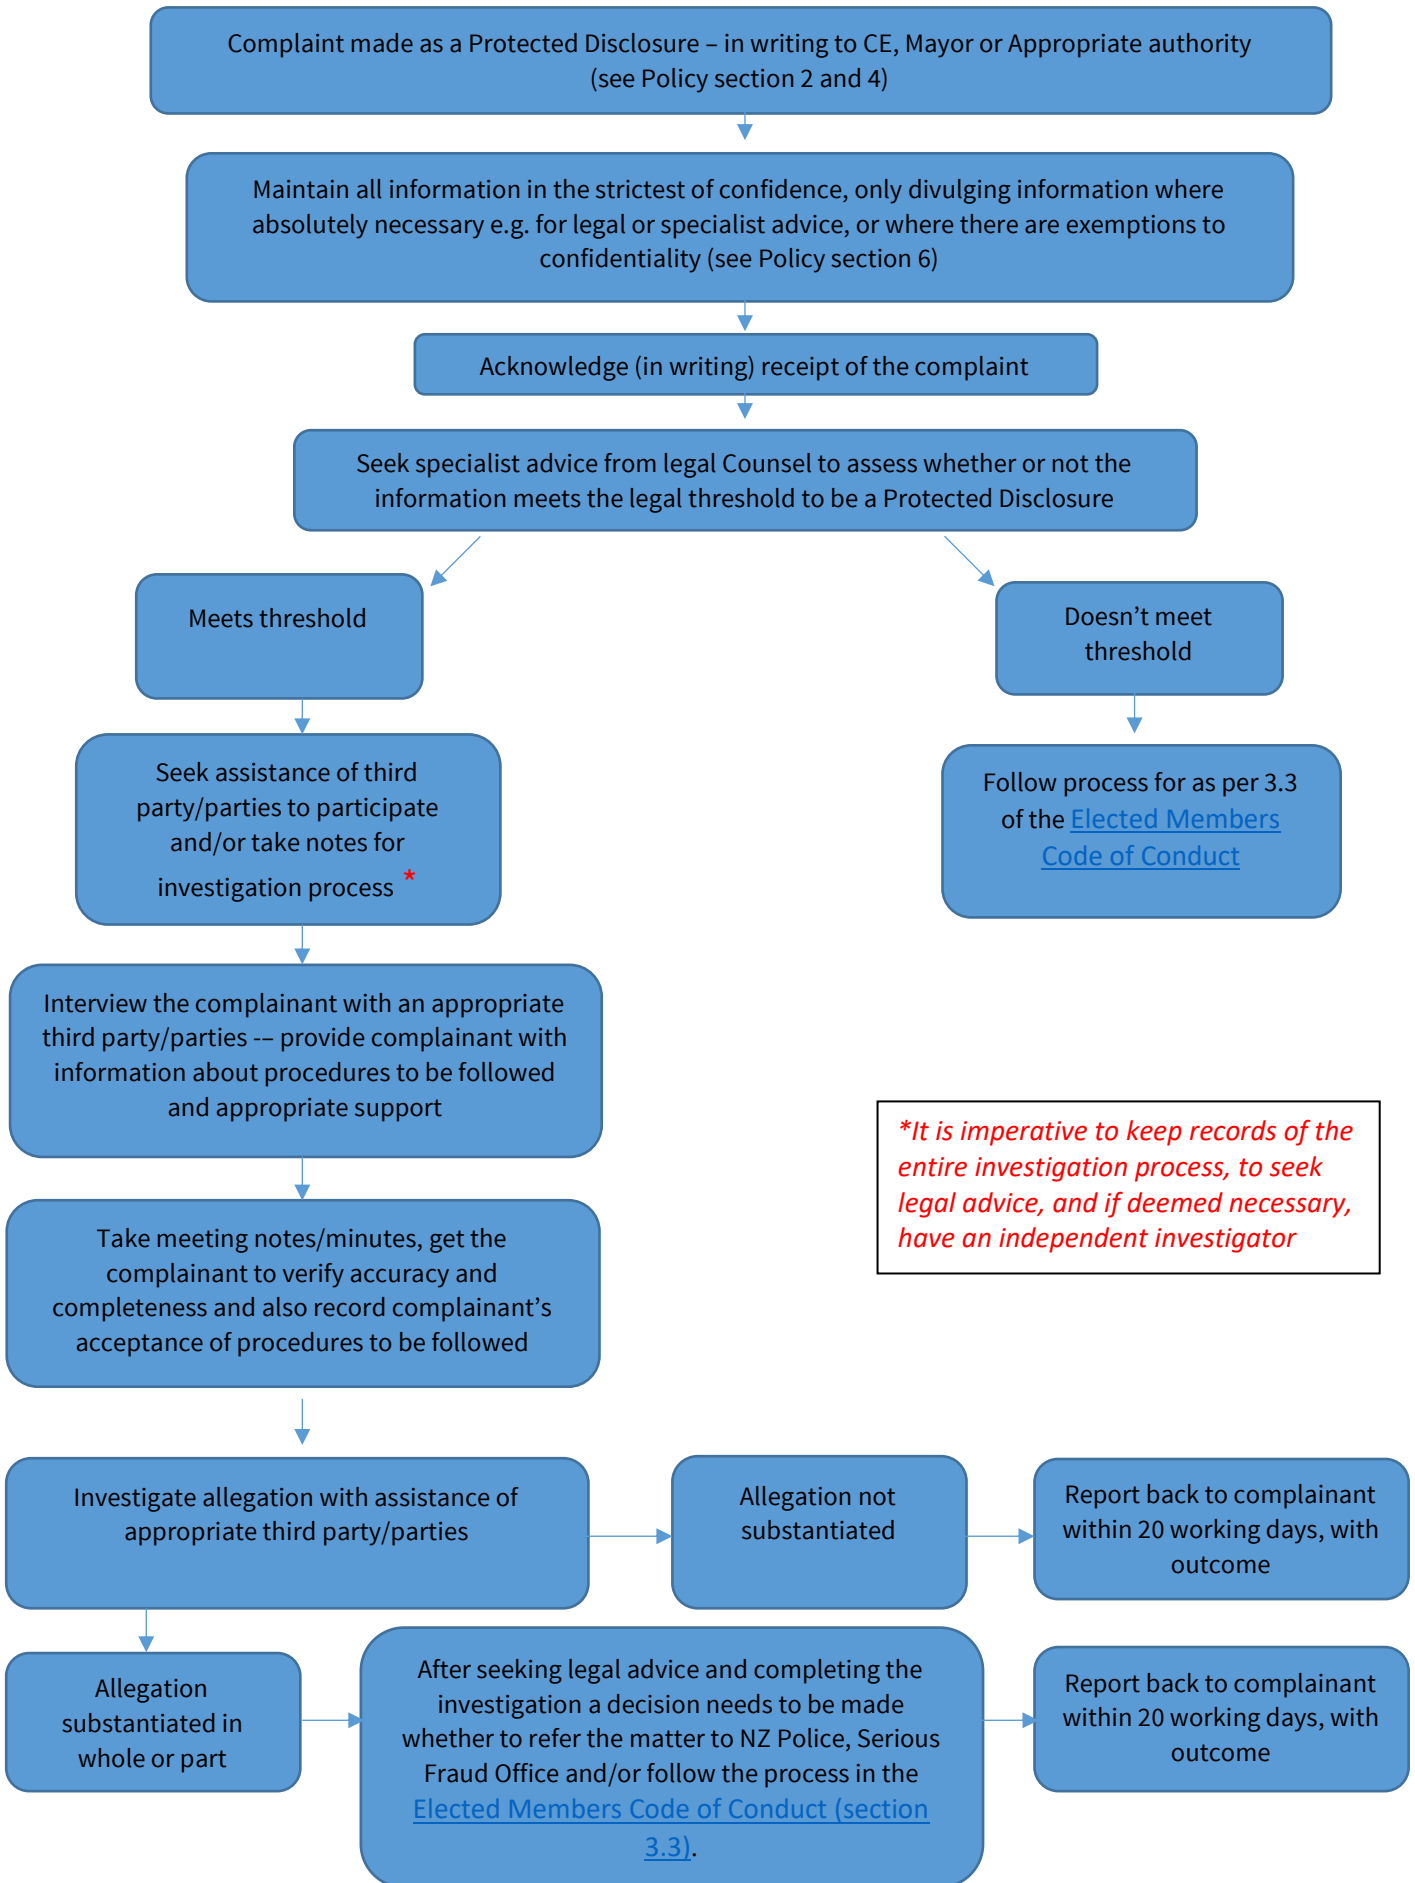 Complaint made as a Protected Disclosure – in writing to CE, Mayor or Appropriate authority
(see Policy section 2 and 4)
Maintain all information in the strictest of confidence, only divulging information where
absolutely necessary e.g. for legal or specialist advice, or where there are exemptions to
confidentiality (see Policy section 6)
Acknowledge (in writing) receipt of the complaint
Seek specialist advice from legal Counsel to assess whether or not the
information meets the legal threshold to be a Protected Disclosure
Meets threshold
Doesn’t meet
threshold
Seek assistance of third
party/parties to participate
and/or take notes for
investigation process *
Follow process for as per 3.3
of the Elected Members
Code of Conduct
Interview the complainant with an appropriate
third party/parties -– provide complainant with
information about procedures to be followed
and appropriate support
*It is imperative to keep records of the
entire investigation process, to seek
legal advice, and if deemed necessary,
have an independent investigator
Take meeting notes/minutes, get the
complainant to verify accuracy and
completeness and also record complainant’s
acceptance of procedures to be followed
Investigate allegation with assistance of
appropriate third party/parties
Allegation not
substantiated
Report back to complainant
within 20 working days, with
outcome
Allegation
substantiated in
whole or part
After seeking legal advice and completing the
investigation a decision needs to be made
whether to refer the matter to NZ Police, Serious
Fraud Office and/or follow the process in the
Elected Members Code of Conduct (section
3.3).
Report back to complainant
within 20 working days, with
outcome